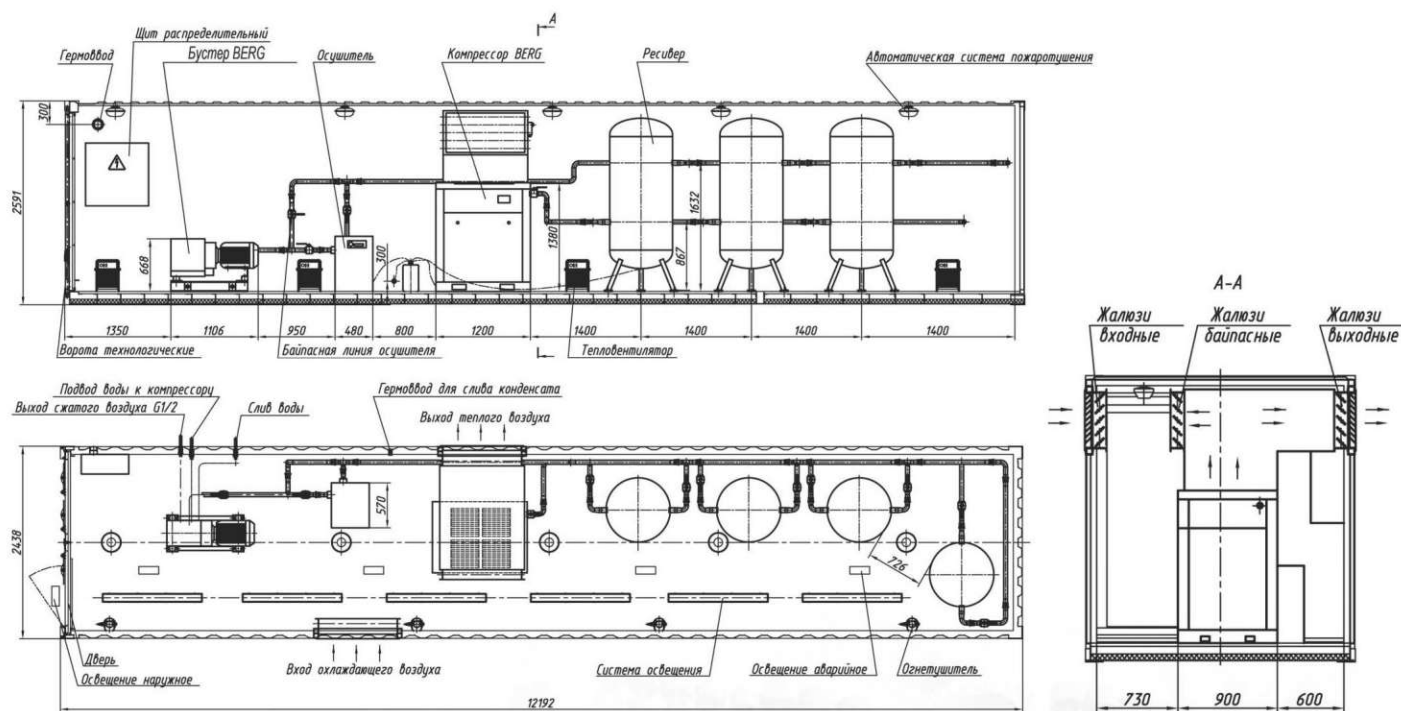 А
Щит распределительный
Гермоввод
Бустер BERG
Осушитель
Компрессор BERG
Ресивер
Автоматическая система пожаротушения
300
2591
668
300
1380
867
1632
1350
1106
950
480
800
1200
1400
1400
1400
1400
Ворота технологические
Байпасная линия осушителя
Тепловентилятор
А-А
Жалюзи входные
Жалюзи байпасные
Жалюзи выходные
Подвод воды к компрессору
Гермоввод для слива конденсата
Выход сжатого воздуха G1/2
Слив воды
Выход теплого воздуха
2438
570
726
Дверь
Освещение наружное
Вход охлаждающего воздуха
Система освещения
Освещение аварийное
Огнетушитель
12192
730
900
600